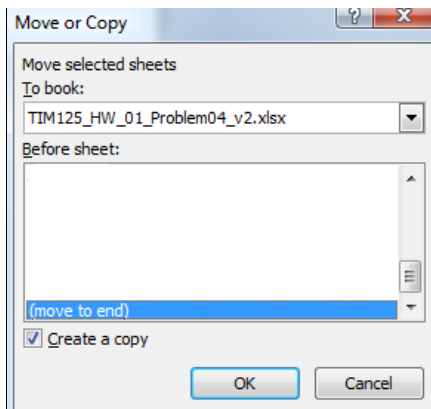 Move or Copy
?
X
Move selected sheets
To book:
TIM125_HW_01_Problem04_v2.xlsx
Before sheet:
(move to end)
Create a copy
OK
Cancel